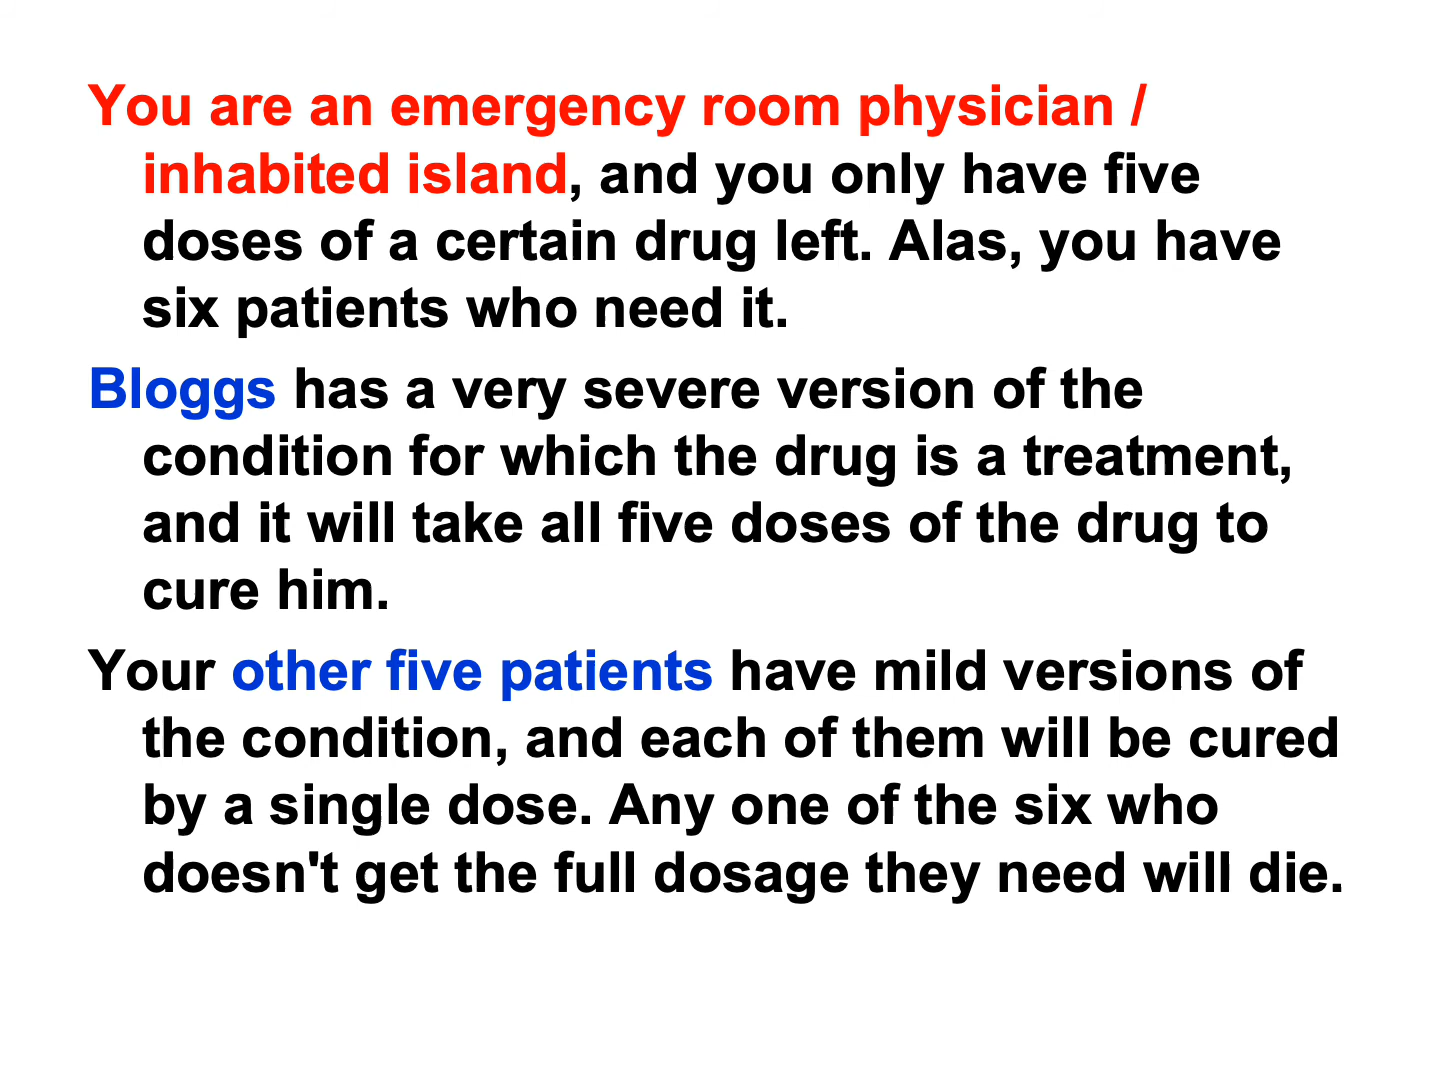 You are an emergency room physician /
inhabited island, and you only have five
doses of a certain drug left. Alas, you have
six patients who need it.
Bloggs has a very severe version of the
condition for which the drug is a treatment,
and it will take all five doses of the drug to
cure him.
Your other five patients have mild versions of
the condition, and each of them will be cured
by a single dose. Any one of the six who
doesn't get the full dosage they need will die.